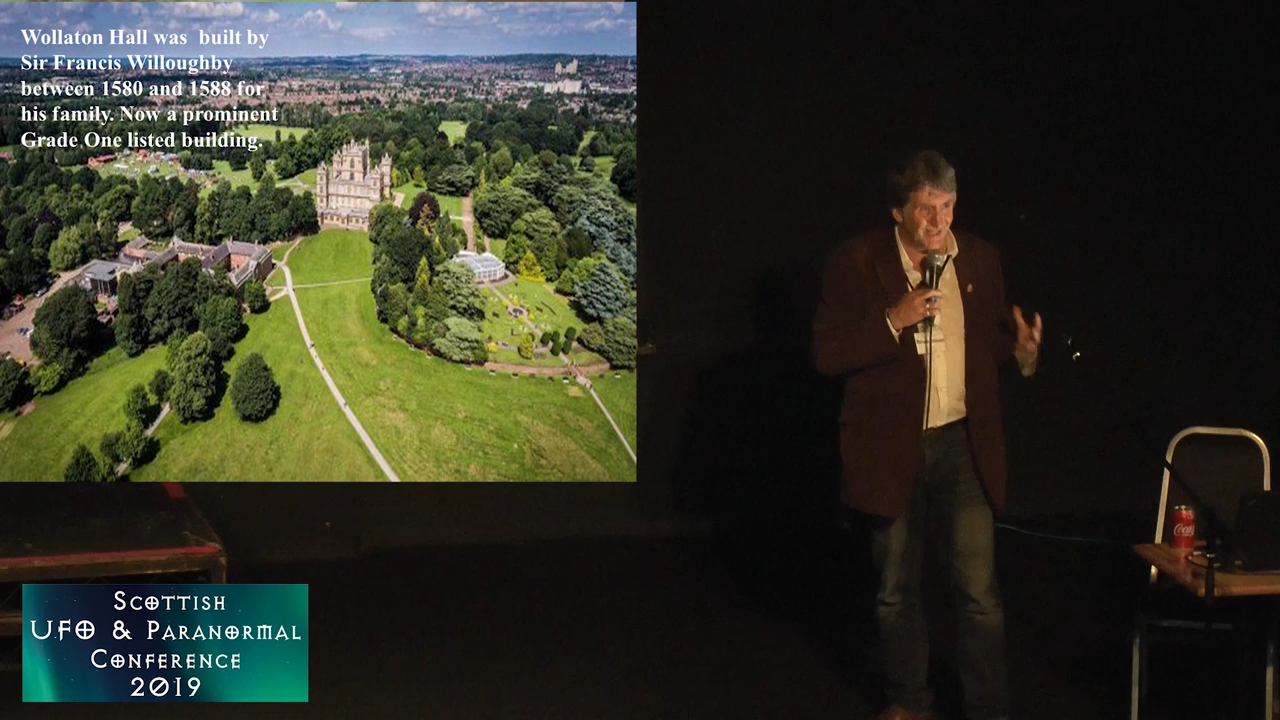 Wollaton Hall was built by
Sir Francis Willoughby
between 1580 and 1588 for
his family. Now a prominent
Grade One listed building.
Scottish
UFO & Paranormal
Conference
2019